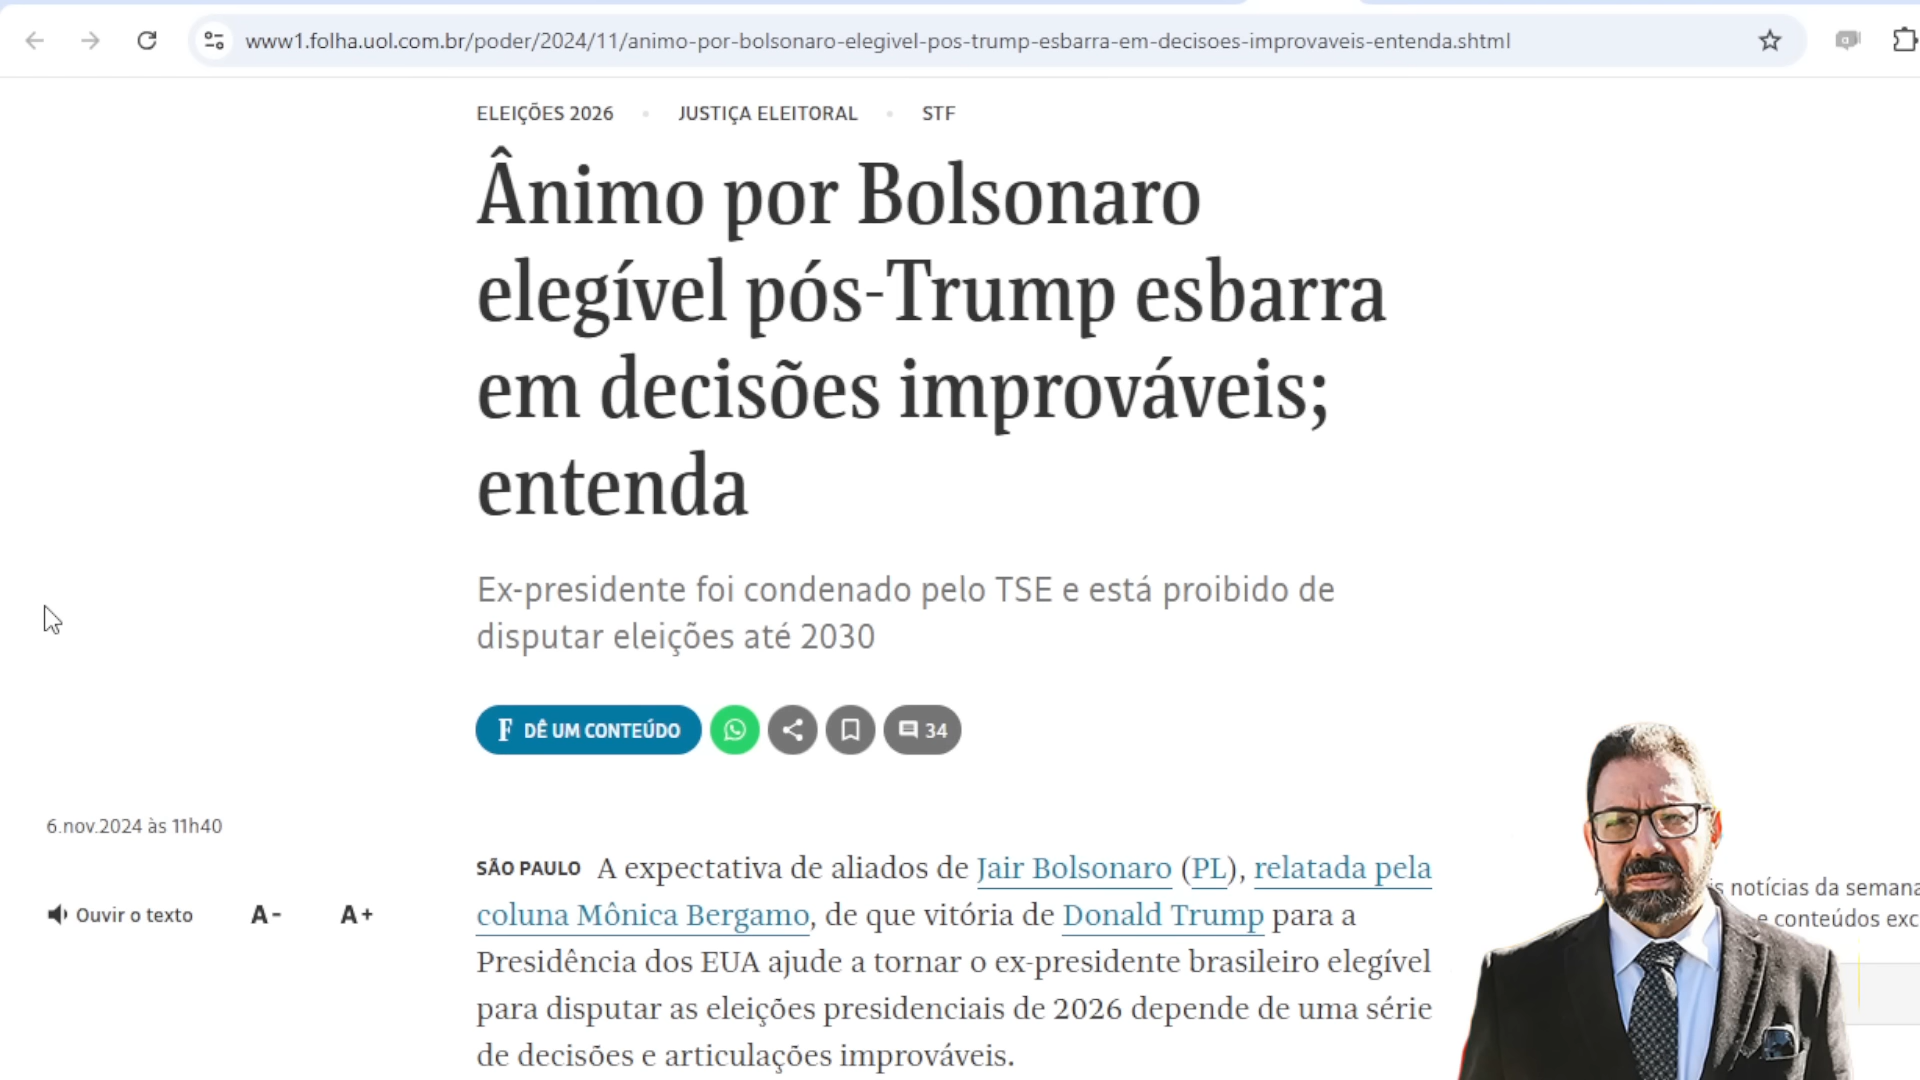 www1.folha.uol.com.br/poder/2024/11/animo-por-bolsonaro-elegivel-pos-trump-esbarra-em-decisoes-improvaveis-entenda.shtml
ELEIÇÕES 2026 • JUSTIÇA ELEITORAL • STF
Ânimo por Bolsonaro
elegível pós-Trump esbarra
em decisões improváveis;
entenda
Ex-presidente foi condenado pelo TSE e está proibido de
disputar eleições até 2030
F DÊ UM CONTEÚDO 34
6.nov.2024 às 11h40
Ouvir o texto A- A+
SÃO PAULO A expectativa de aliados de Jair Bolsonaro (PL), relatada pela
coluna Mônica Bergamo, de que vitória de Donald Trump para a
Presidência dos EUA ajude a tornar o ex-presidente brasileiro elegível
para disputar as eleições presidenciais de 2026 depende de uma série
de decisões e articulações improváveis.
notícias da semana
e conteúdos